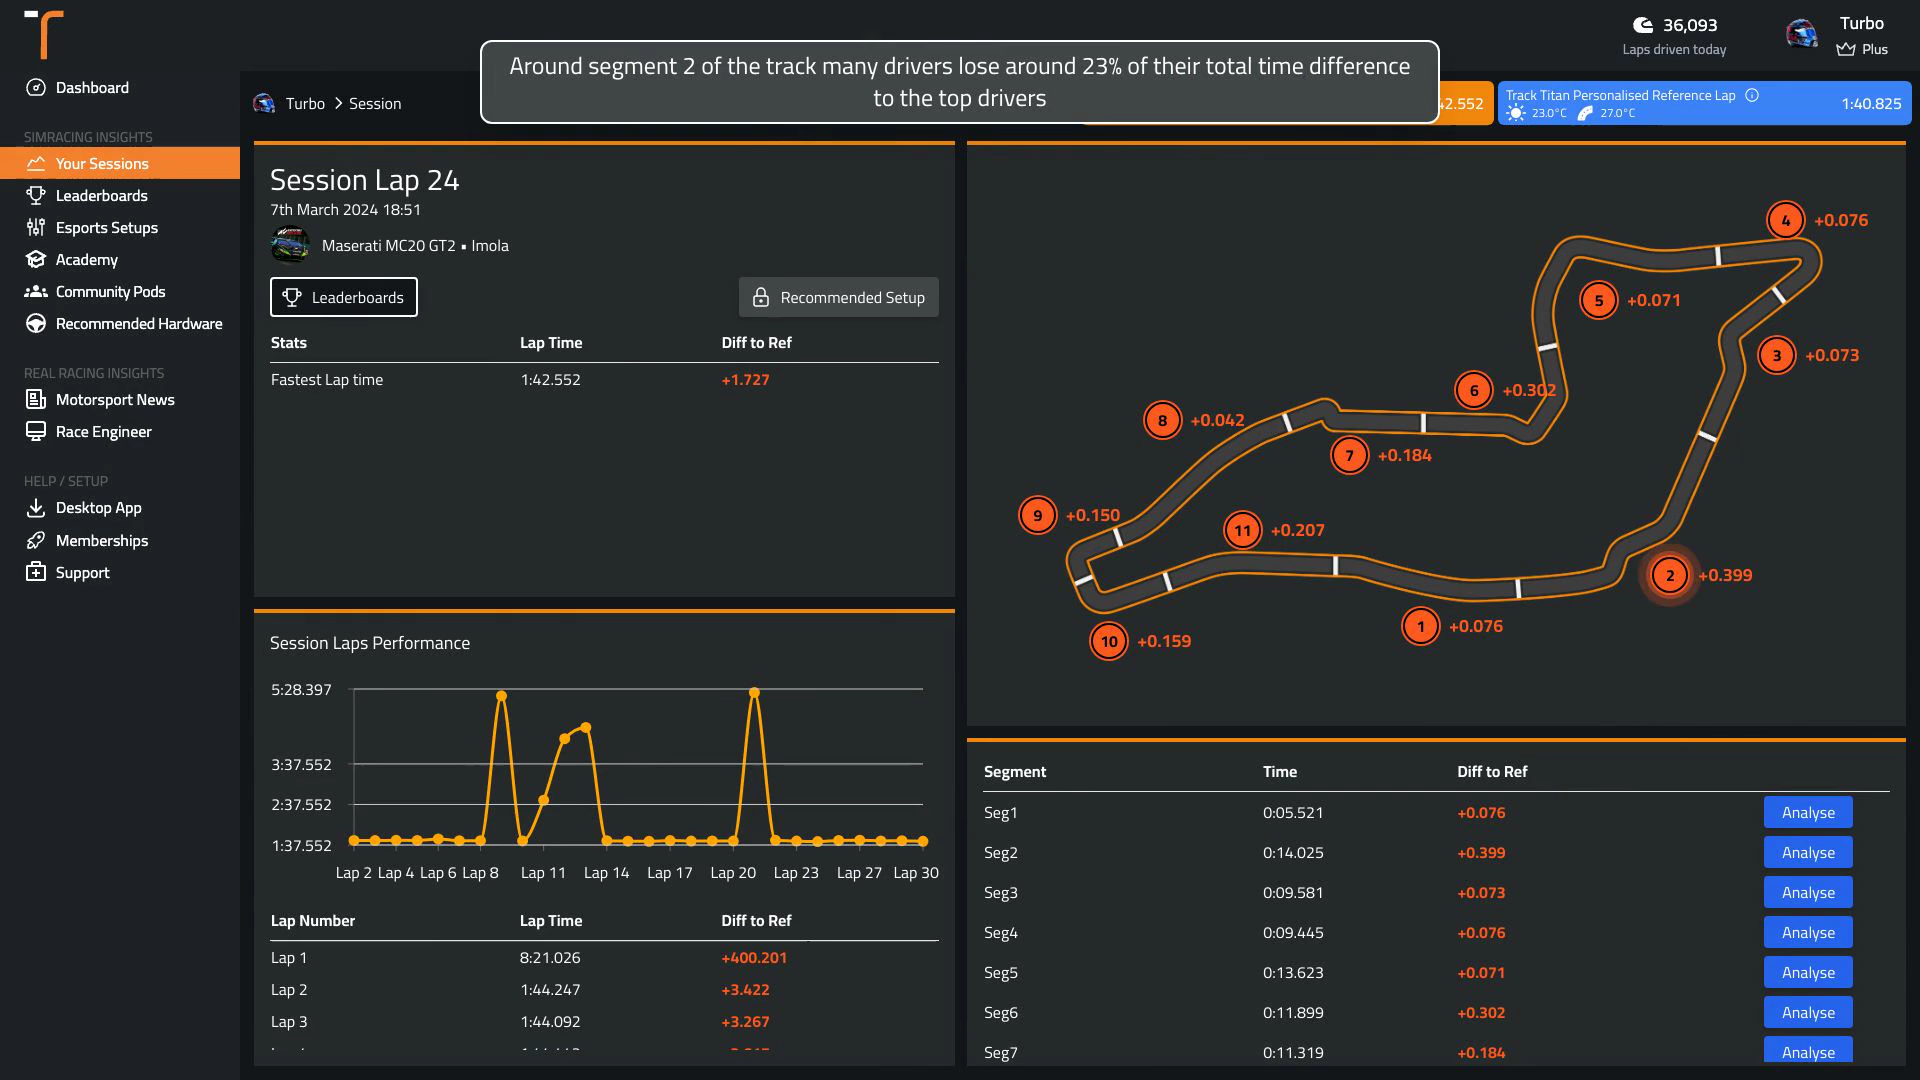 36,093
Laps driven today
Turbo
Plus
Around segment 2 of the track many drivers lose around 23% of their total time difference
to the top drivers
Dashboard
SIMRACING INSIGHTS
Your Sessions
Leaderboards
Esports Setups
Academy
Community Pods
Recommended Hardware
REAL RACING INSIGHTS
Motorsport News
Race Engineer
HELP / SETUP
Desktop App
Memberships
Support
Turbo > Session
42.552
Track Titan Personalised Reference Lap
23.0°C 27.0°C
1:40.825
Session Lap 24
7th March 2024 18:51
Maserati MC20 GT2 • Imola
Leaderboards
Recommended Setup
Stats Lap Time Diff to Ref
Fastest Lap time 1:42.552 +1.727
4 +0.076
5 +0.071
3 +0.073
6 +0.302
8 +0.042
7 +0.184
9 +0.150
11 +0.207
2 +0.399
1 +0.076
10 +0.159
Session Laps Performance
5:28.397
3:37.552
2:37.552
1:37.552
Lap 2 Lap 4 Lap 6 Lap 8 Lap 11 Lap 14 Lap 17 Lap 20 Lap 23 Lap 27 Lap 30
Lap Number Lap Time Diff to Ref
Lap 1 8:21.026 +400.201
Lap 2 1:44.247 +3.422
Lap 3 1:44.092 +3.267
Segment Time Diff to Ref
Seg1 0:05.521 +0.076 Analyse
Seg2 0:14.025 +0.399 Analyse
Seg3 0:09.581 +0.073 Analyse
Seg4 0:09.445 +0.076 Analyse
Seg5 0:13.623 +0.071 Analyse
Seg6 0:11.899 +0.302 Analyse
Seg7 0:11.319 +0.184 Analyse